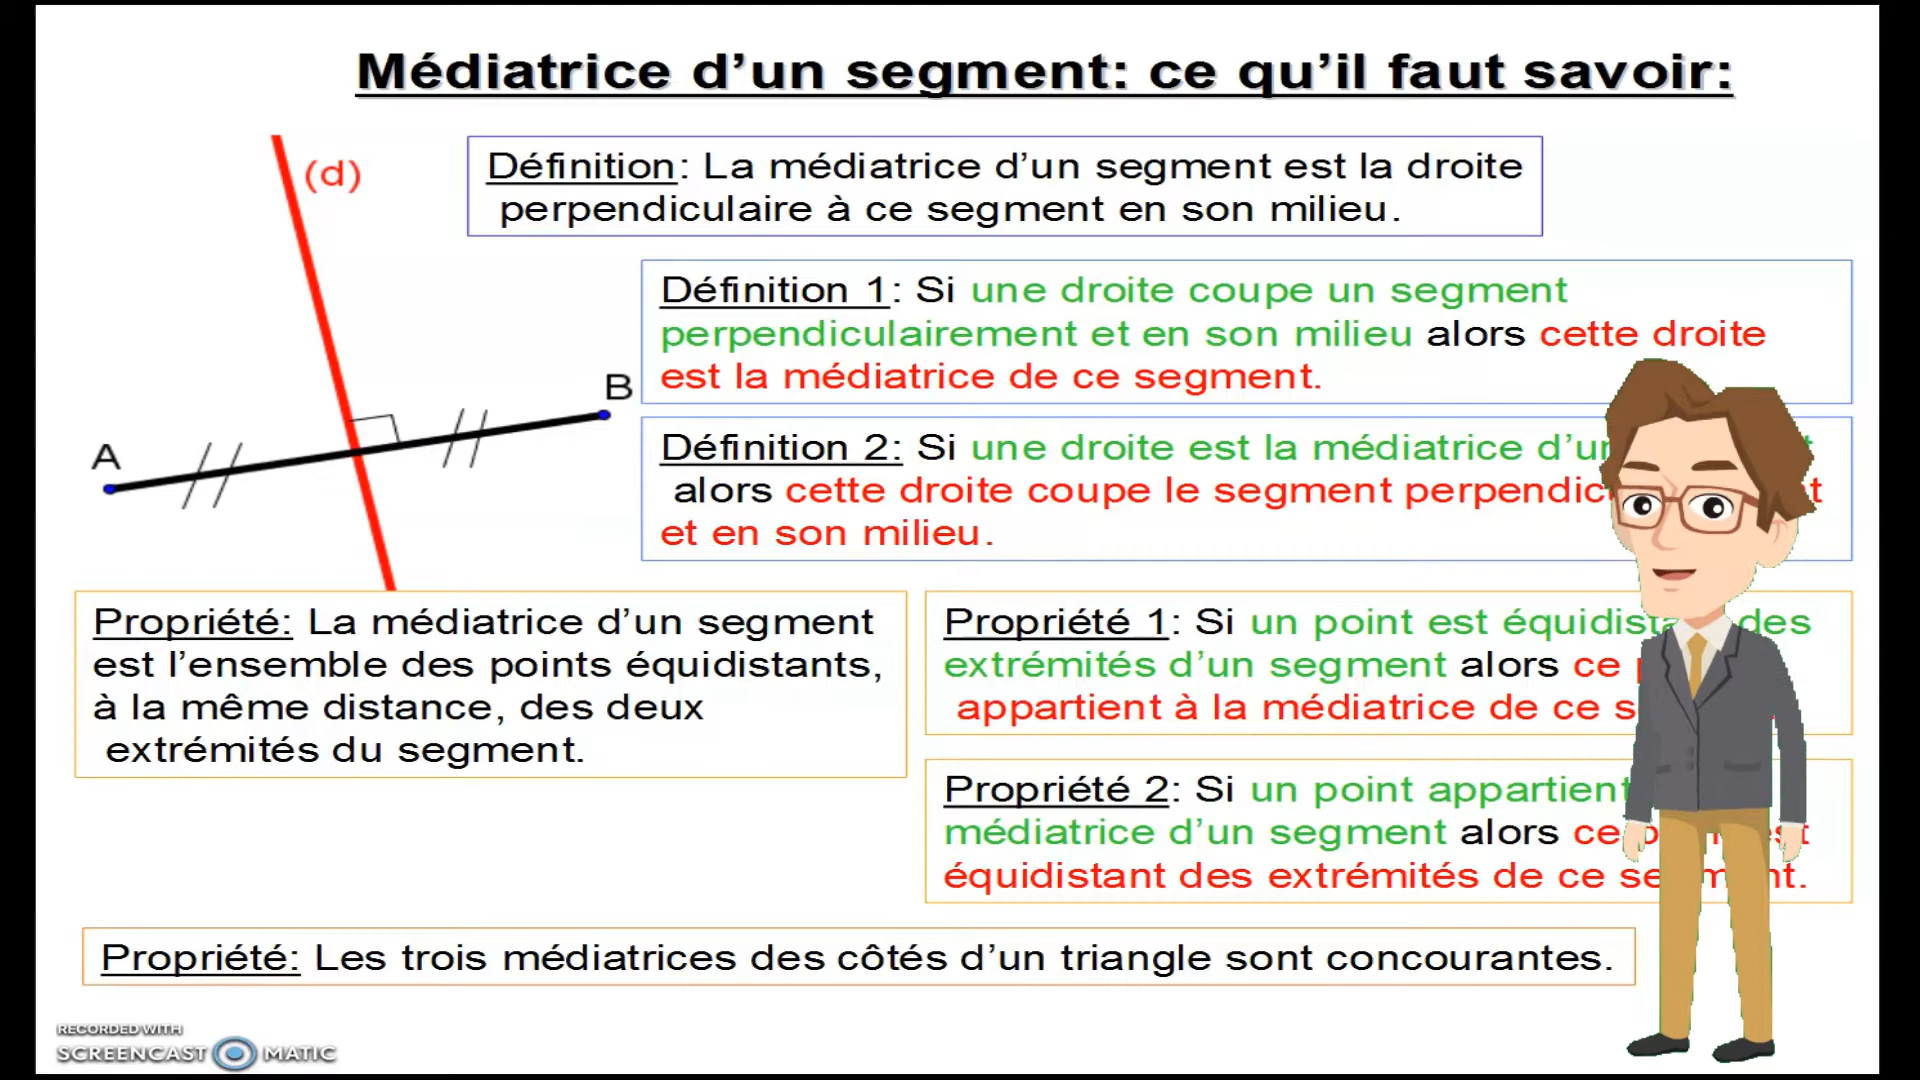 Médiatrice d’un segment: ce qu’il faut savoir:
(d)
Définition: La médiatrice d’un segment est la droite
perpendiculaire à ce segment en son milieu.
Définition 1: Si une droite coupe un segment
perpendiculairement et en son milieu alors cette droite
est la médiatrice de ce segment.
B
A
Définition 2: Si une droite est la médiatrice
alors cette droite coupe le segment
et en son milieu.
Propriété: La médiatrice d’un segment
est l’ensemble des points équidistants,
à la même distance, des deux
extrémités du segment.
Propriété 1: Si un point est des
extrémités d’un segment alors ce
appartient à la médiatrice de ce
Propriété 2: Si un point appartient
médiatrice d’un segment alors ce
équidistant des extrémités de ce
Propriété: Les trois médiatrices des côtés d’un triangle sont concourantes.
RECORDED WITH
SCREENCAST MATIC